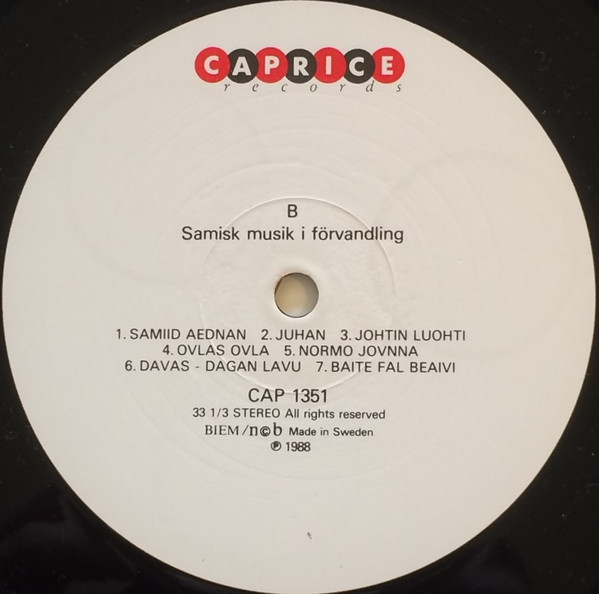 CAPRICE
records
B
Samisk musik i förvandling
1. SAMIID AEDNAN 2. JUHAN 3. JOHTIN LUOHTI
4. OVLAS OVLA 5. NORMO JOVNNA
6. DAVAS - DAGAN LAVU 7. BAITE FAL BEAIVI
CAP 1351
33 1/3 STEREO All rights reserved
BIEM/n©b Made in Sweden
℗ 1988